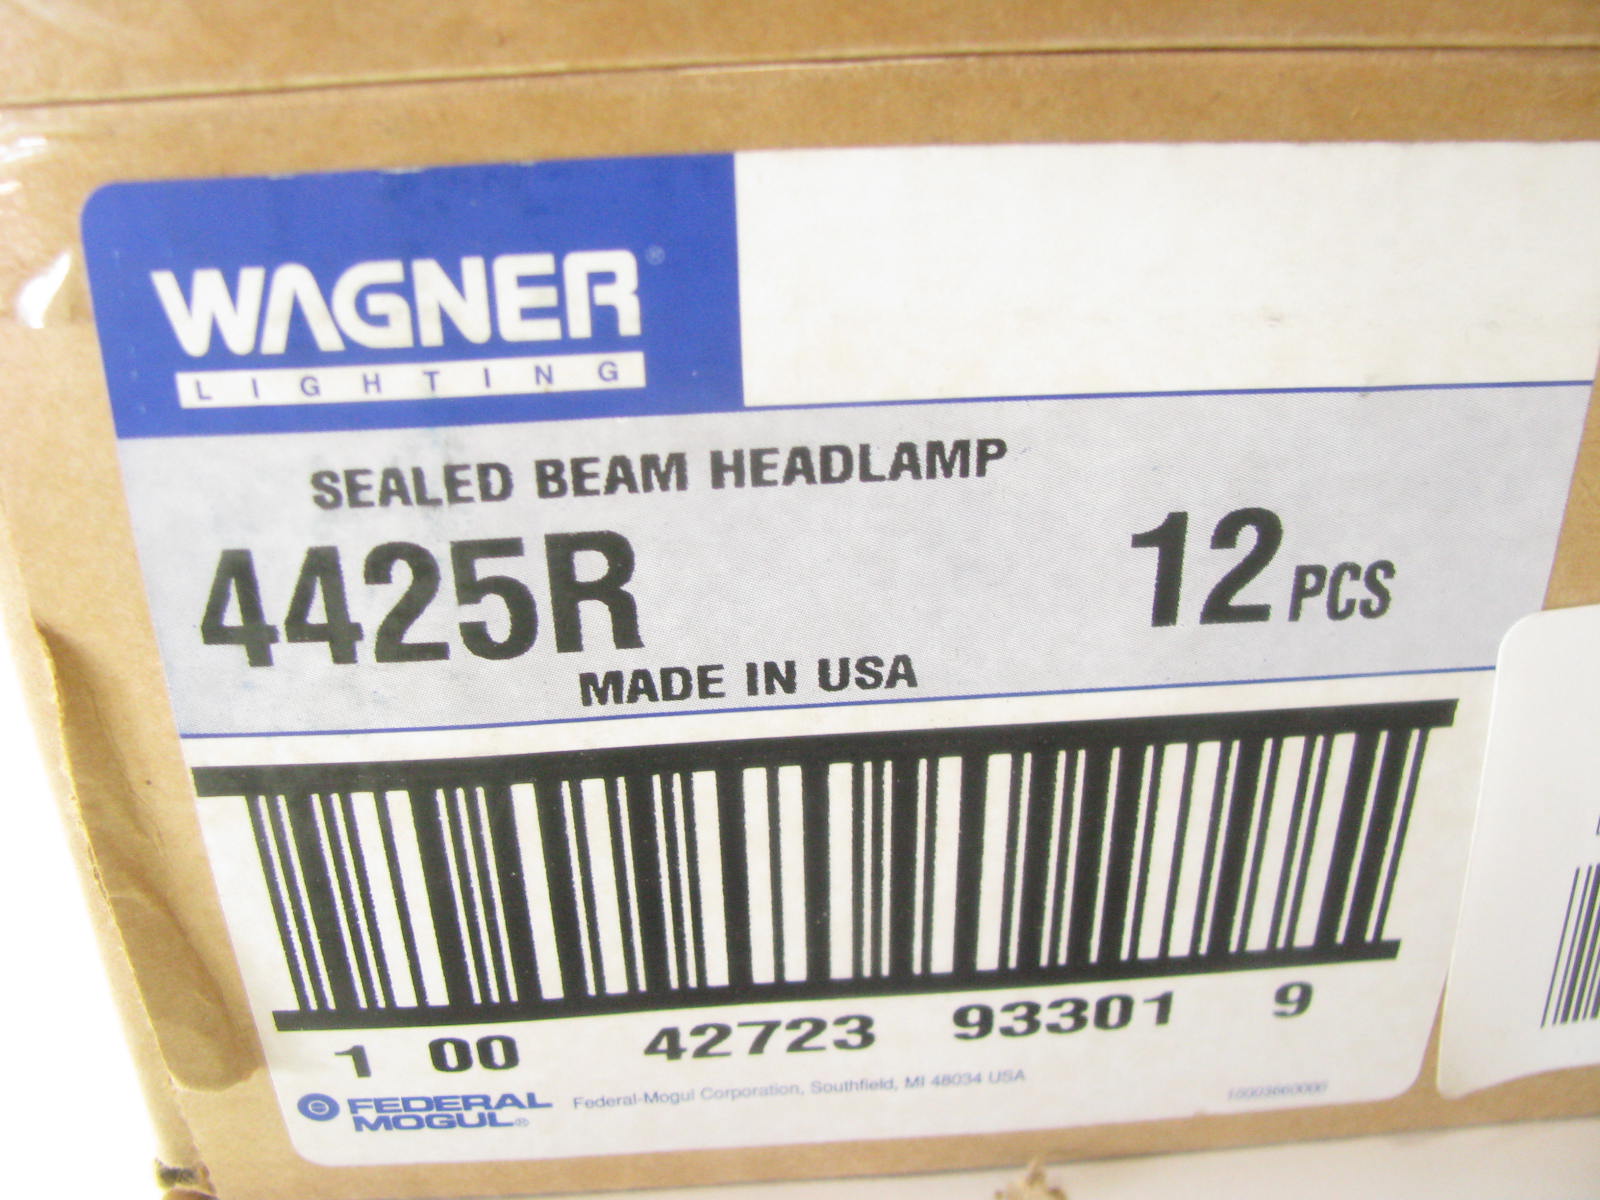 WAGNER®
LIGHTING
SEALED BEAM HEADLAMP
4425R
12 PCS
MADE IN USA
1 00 42723 93301 9
FEDERAL MOGUL®
Federal-Mogul Corporation, Southfield, MI 48034 USA